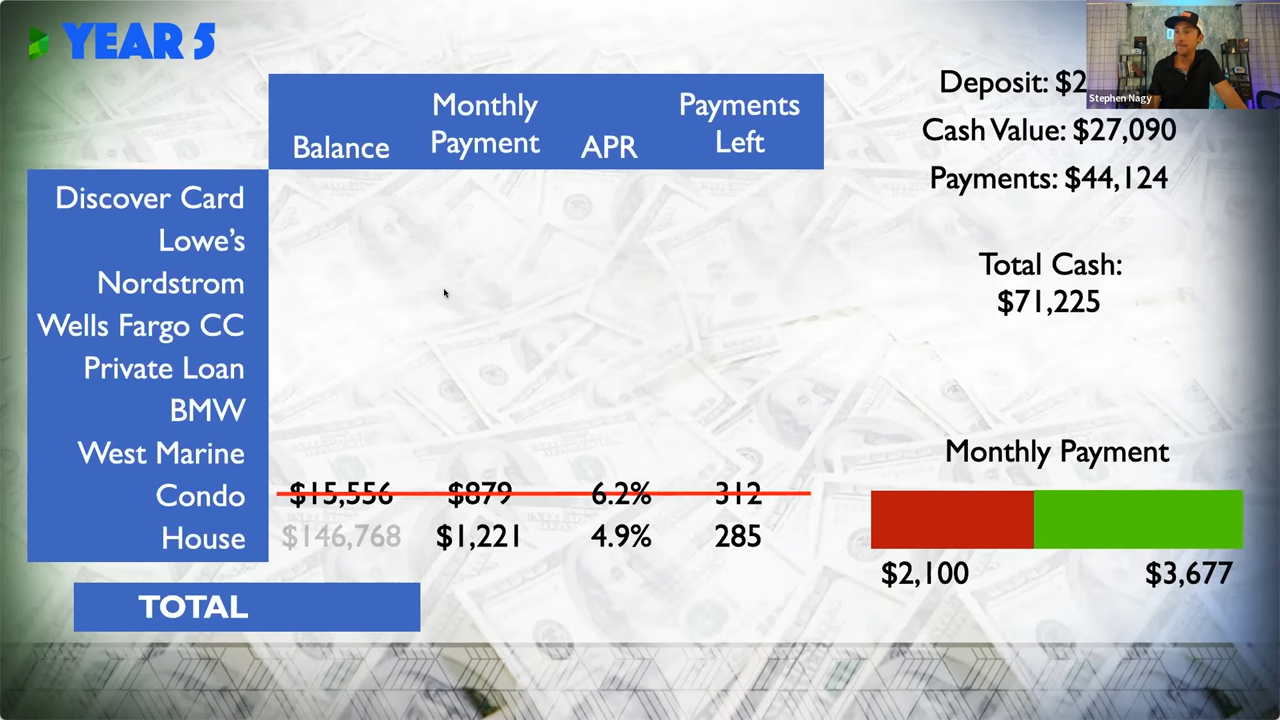 YEAR 5
Balance Monthly Payment APR Payments Left
Discover Card
Lowe's
Nordstrom
Wells Fargo CC
Private Loan
BMW
West Marine
Condo $15,556 $879 6.2% 312
House $146,768 $1,221 4.9% 285
TOTAL
Deposit: $2
Stephen Nagy
Cash Value: $27,090
Payments: $44,124
Total Cash:
$71,225
Monthly Payment
$2,100 $3,677